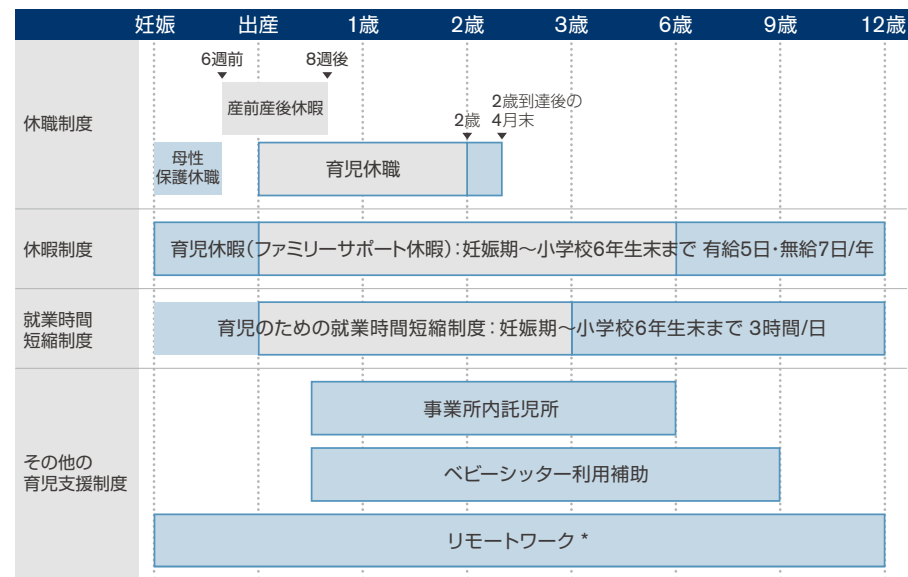 妊娠 出産 1歳 2歳 3歳 6歳 9歳 12歳
休職制度
6週前 8週後
産前産後休暇
2歳到達後の
2歳 4月末
母性
保護休職
育児休職
休暇制度
育児休暇(ファミリーサポート休暇):妊娠期〜小学校6年生末まで 有給5日・無給7日/年
就業時間
短縮制度
育児のための就業時間短縮制度:妊娠期〜小学校6年生末まで 3時間/日
その他の
育児支援制度
事業所内託児所
ベビーシッター利用補助
リモートワーク *